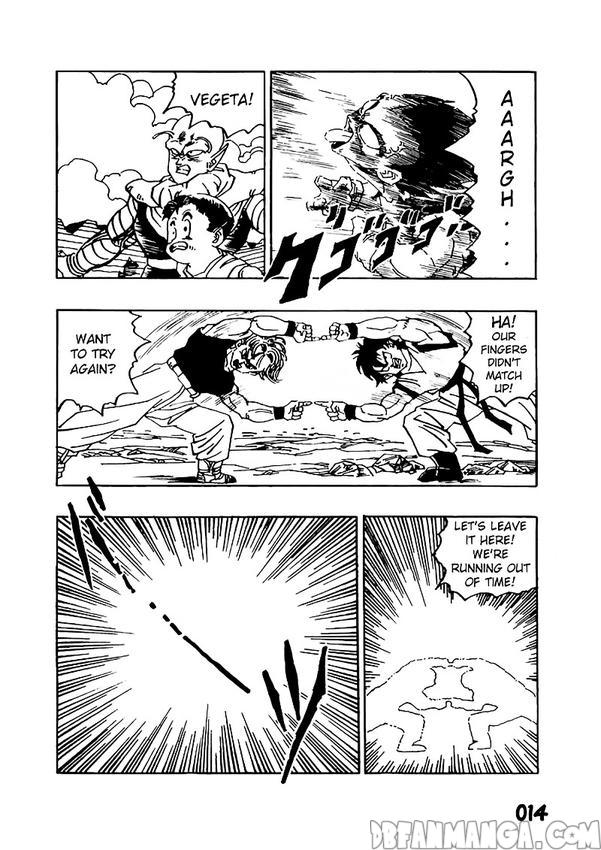 AAARGH...
グゴゴゴ
VEGETA!
HA!
OUR
FINGERS
DIDN'T
MATCH
UP!
WANT
TO TRY
AGAIN?
LET'S LEAVE
IT HERE!
WE'RE
RUNNING OUT
OF TIME!
014
DBFANMANGA.COM